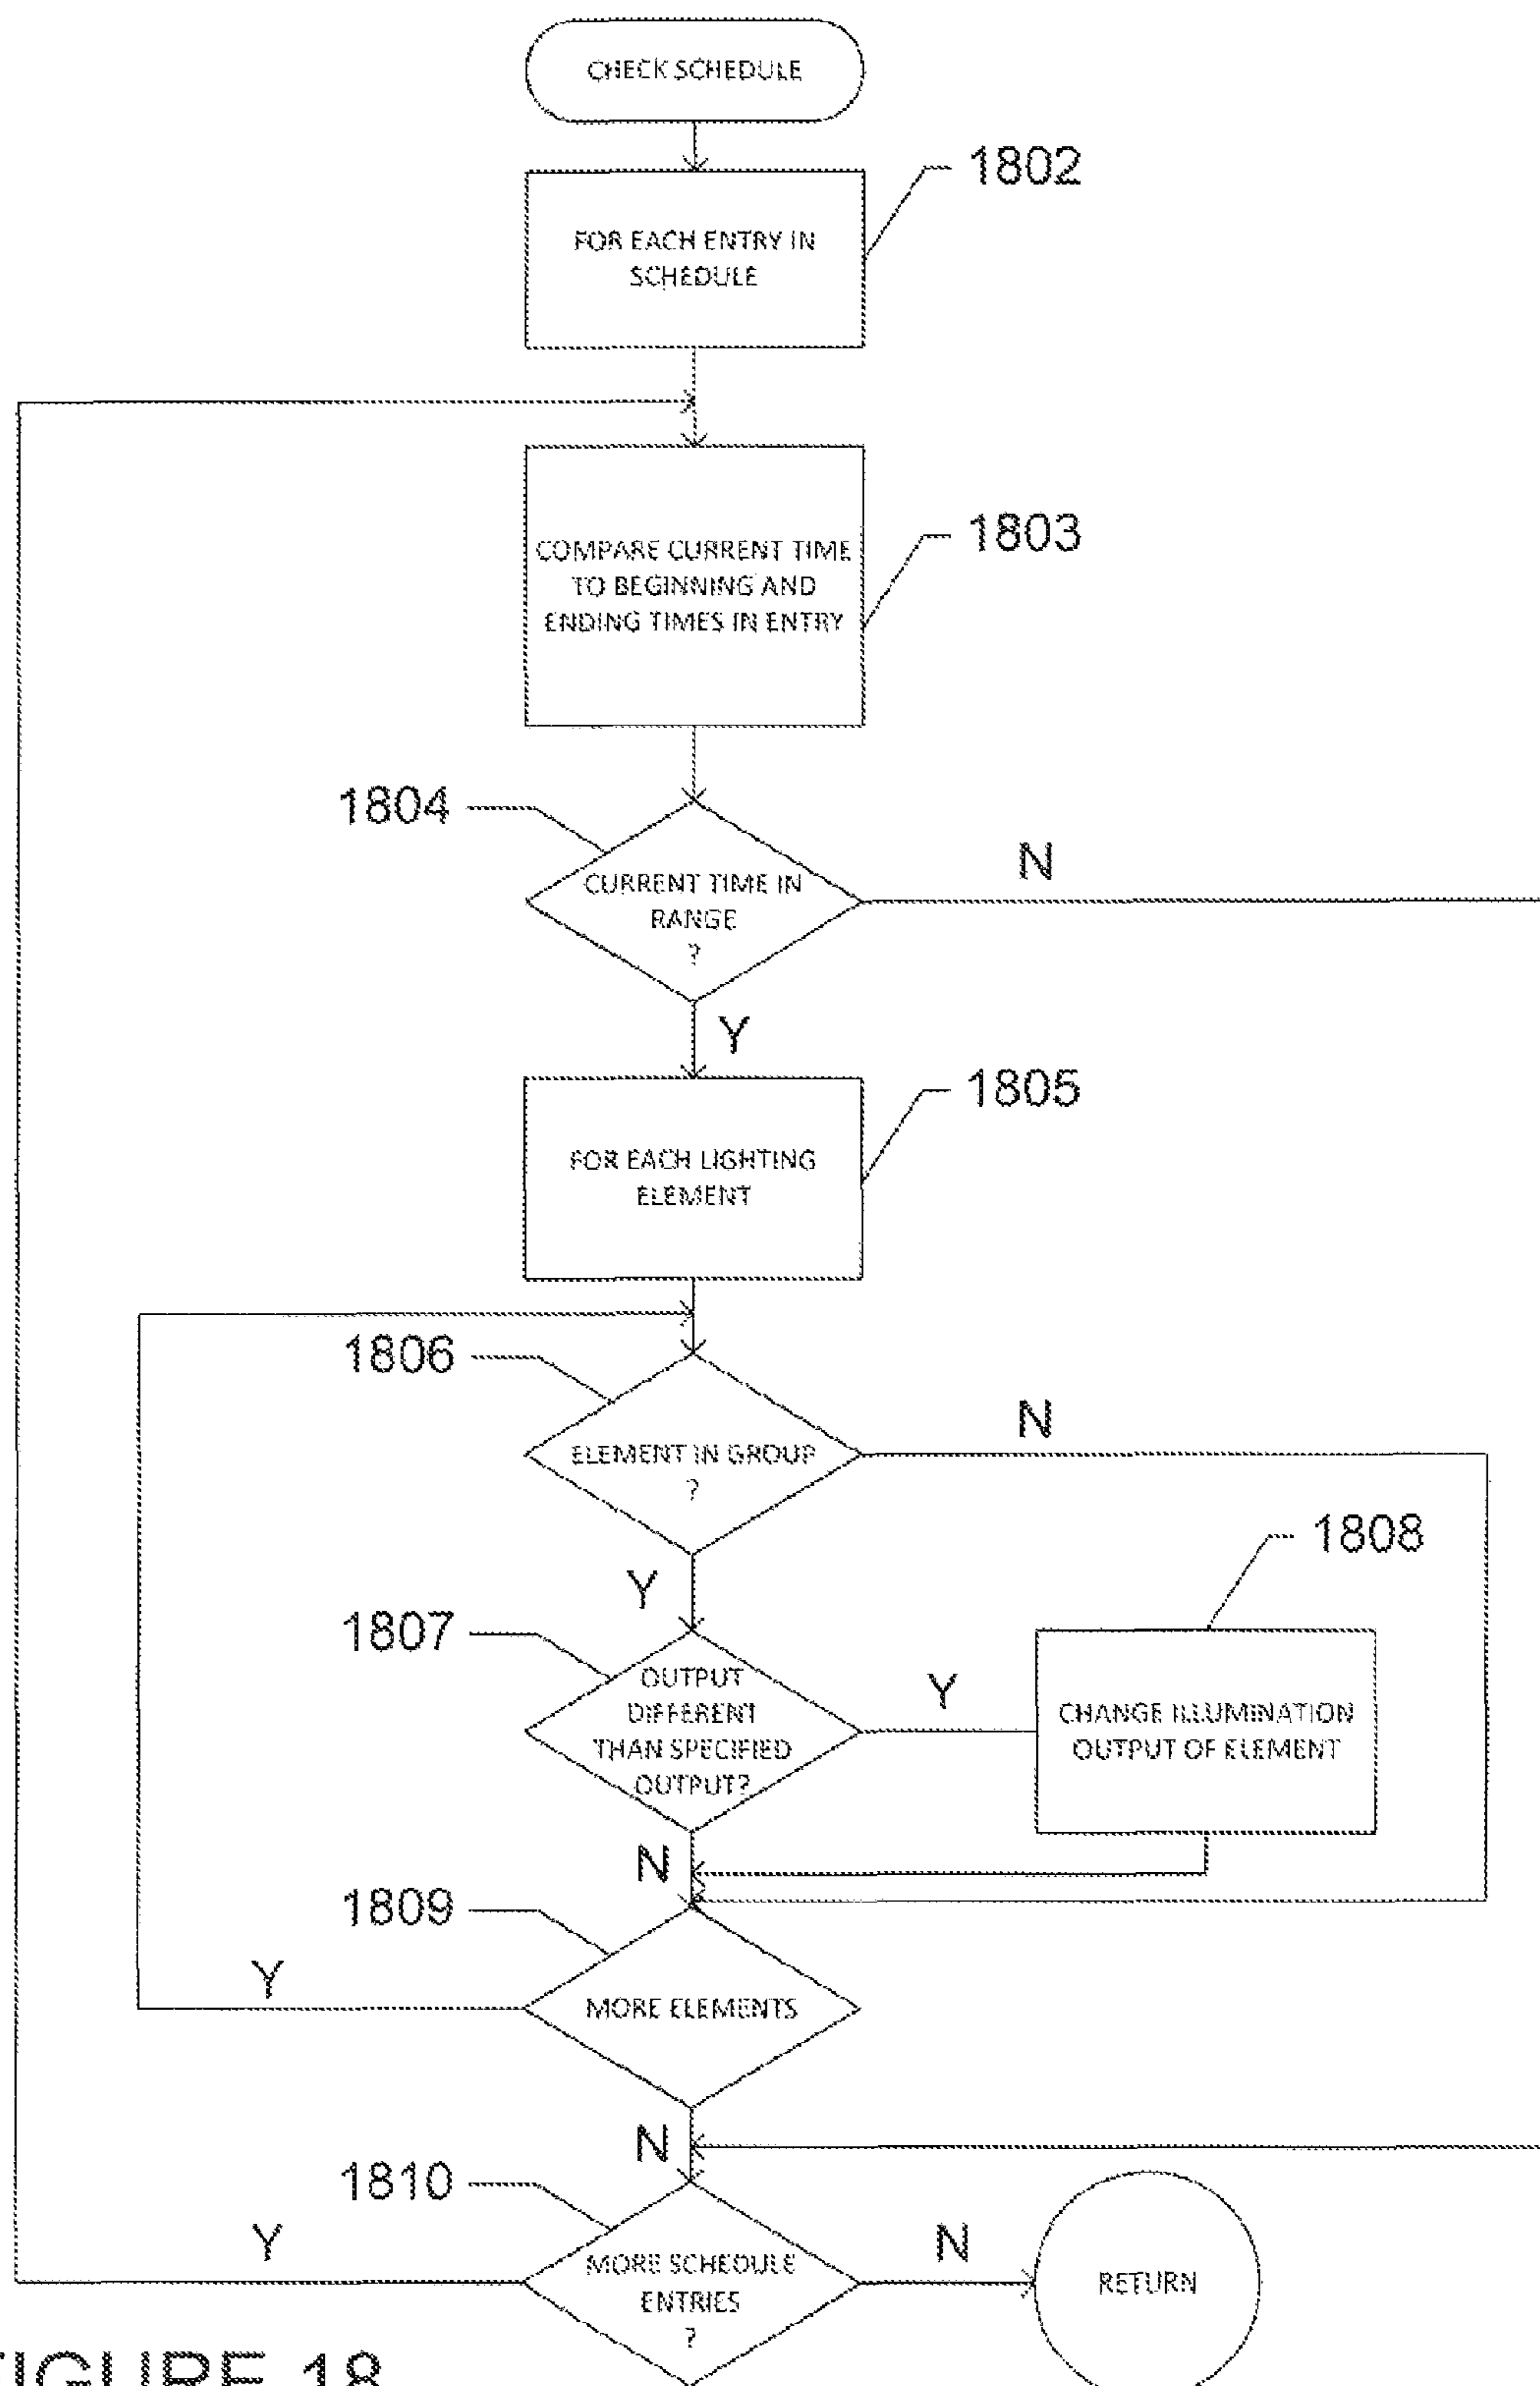 CHECK SCHEDULE
1802
FOR EACH ENTRY IN
SCHEDULE
1803
COMPARE CURRENT TIME
TO BEGINNING AND
ENDING TIMES IN ENTRY
1804
N
CURRENT TIME IN
RANGE
?
Y
1805
FOR EACH LIGHTING
ELEMENT
1806
N
ELEMENT IN GROUP
?
1808
Y
1807
OUTPUT
DIFFERENT
THAN SPECIFIED
OUTPUT?
Y
CHANGE ILLUMINATION
OUTPUT OF ELEMENT
N
1809
Y
MORE ELEMENTS
N
1810
Y
MORE SCHEDULE
ENTRIES
?
N
RETURN
FIGURE 18